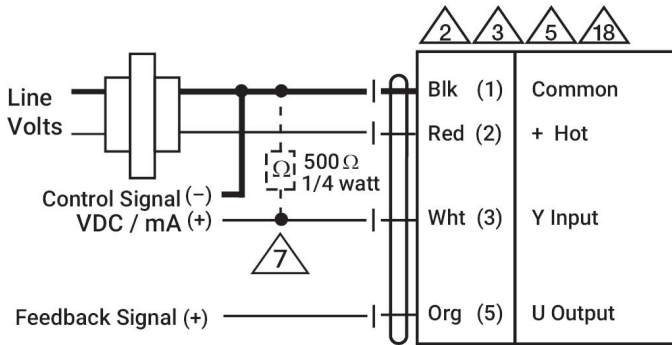 2 3 5 18
Line
Volts
Blk (1) Common
Red (2) + Hot
Ω 500 Ω
1/4 watt
Control Signal (−)
VDC / mA (+)
Wht (3) Y Input
7
Feedback Signal (+)
Org (5) U Output